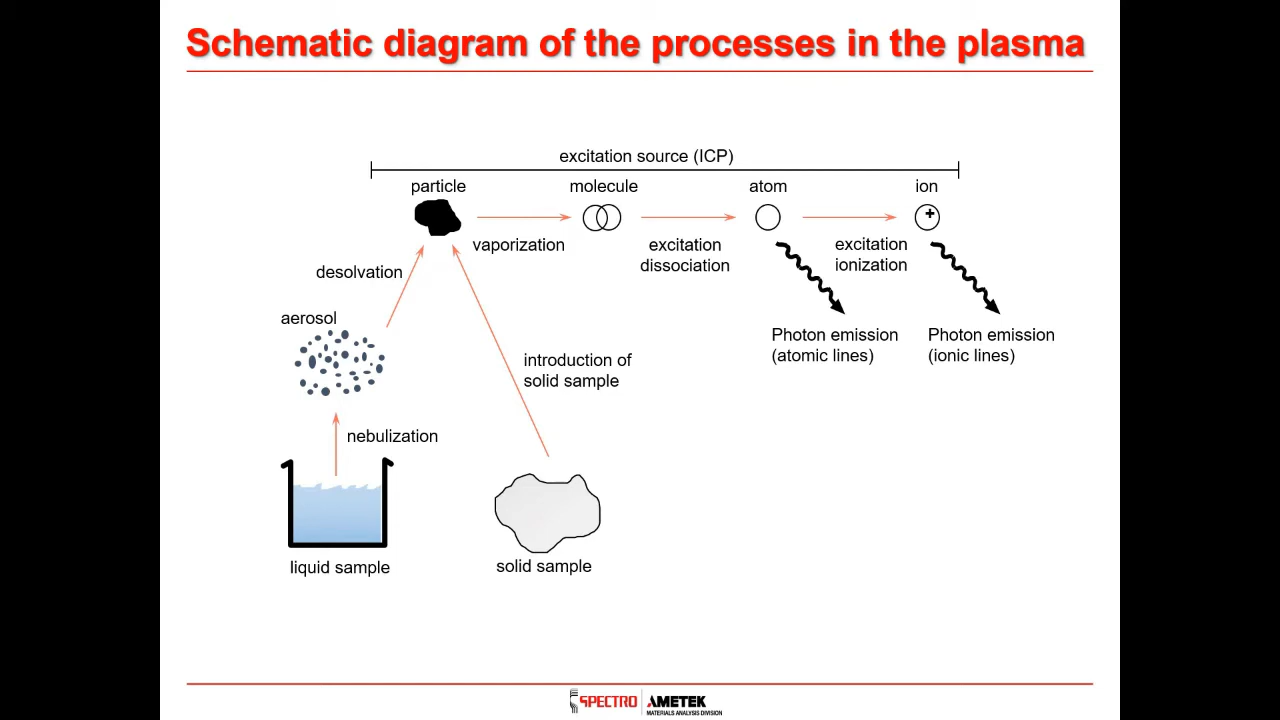 Schematic diagram of the processes in the plasma
excitation source (ICP)
particle
molecule
atom
ion
+
vaporization
excitation
dissociation
excitation
ionization
desolvation
aerosol
Photon emission
(atomic lines)
Photon emission
(ionic lines)
introduction of
solid sample
nebulization
liquid sample
solid sample
SPECTRO
AMETEK
MATERIALS ANALYSIS DIVISION